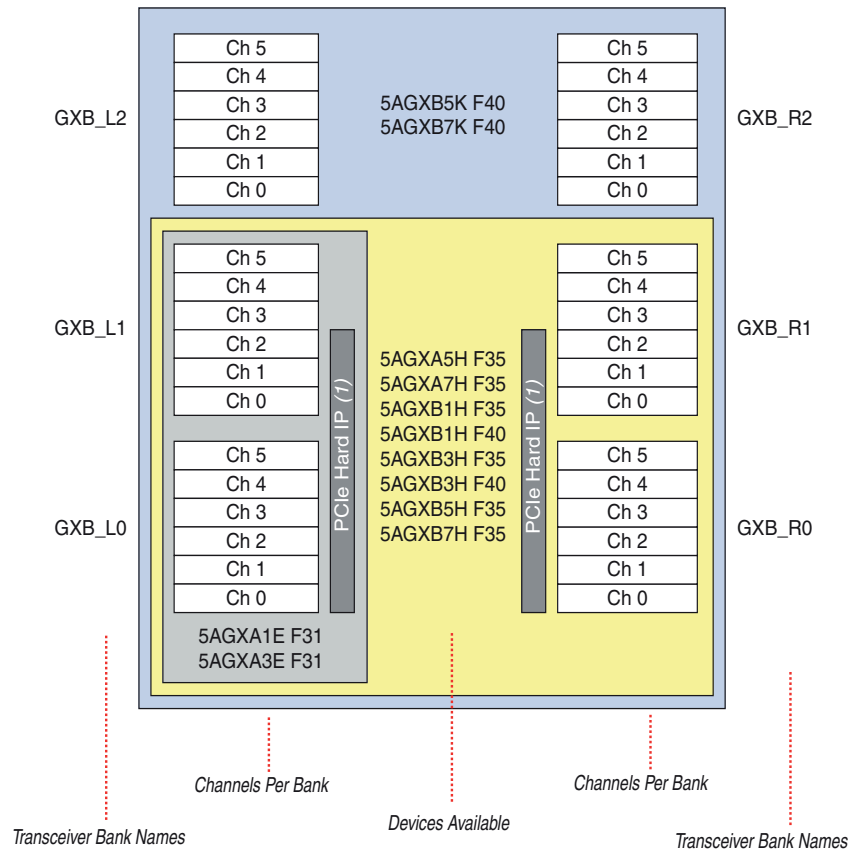 GXB_L2
Ch 5
Ch 4
Ch 3
Ch 2
Ch 1
Ch 0
5AGXB5K F40
5AGXB7K F40
Ch 5
Ch 4
Ch 3
Ch 2
Ch 1
Ch 0
GXB_R2
GXB_L1
Ch 5
Ch 4
Ch 3
Ch 2
Ch 1
Ch 0
GXB_L0
Ch 5
Ch 4
Ch 3
Ch 2
Ch 1
Ch 0
PCIe Hard IP (1)
5AGXA1E F31
5AGXA3E F31
5AGXA5H F35
5AGXA7H F35
5AGXB1H F35
5AGXB1H F40
5AGXB3H F35
5AGXB3H F40
5AGXB5H F35
5AGXB7H F35
PCIe Hard IP (1)
Ch 5
Ch 4
Ch 3
Ch 2
Ch 1
Ch 0
GXB_R1
Ch 5
Ch 4
Ch 3
Ch 2
Ch 1
Ch 0
GXB_R0
Transceiver Bank Names
Channels Per Bank
Devices Available
Channels Per Bank
Transceiver Bank Names